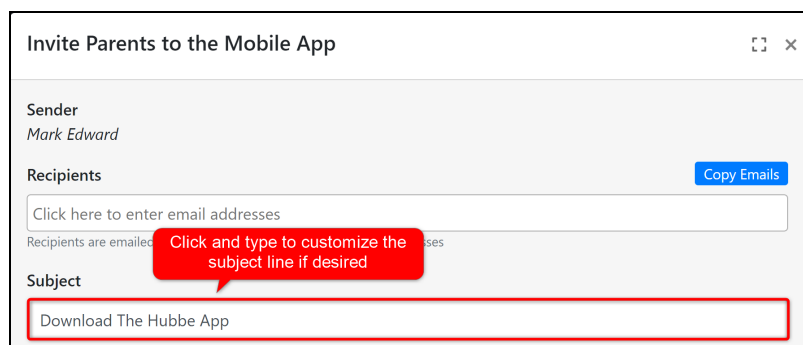 Invite Parents to the Mobile App
Sender
Mark Edward
Recipients
Copy Emails
Click here to enter email addresses
Recipients are emailed
Click and type to customize the
subject line if desired
Subject
Download The Hubbe App